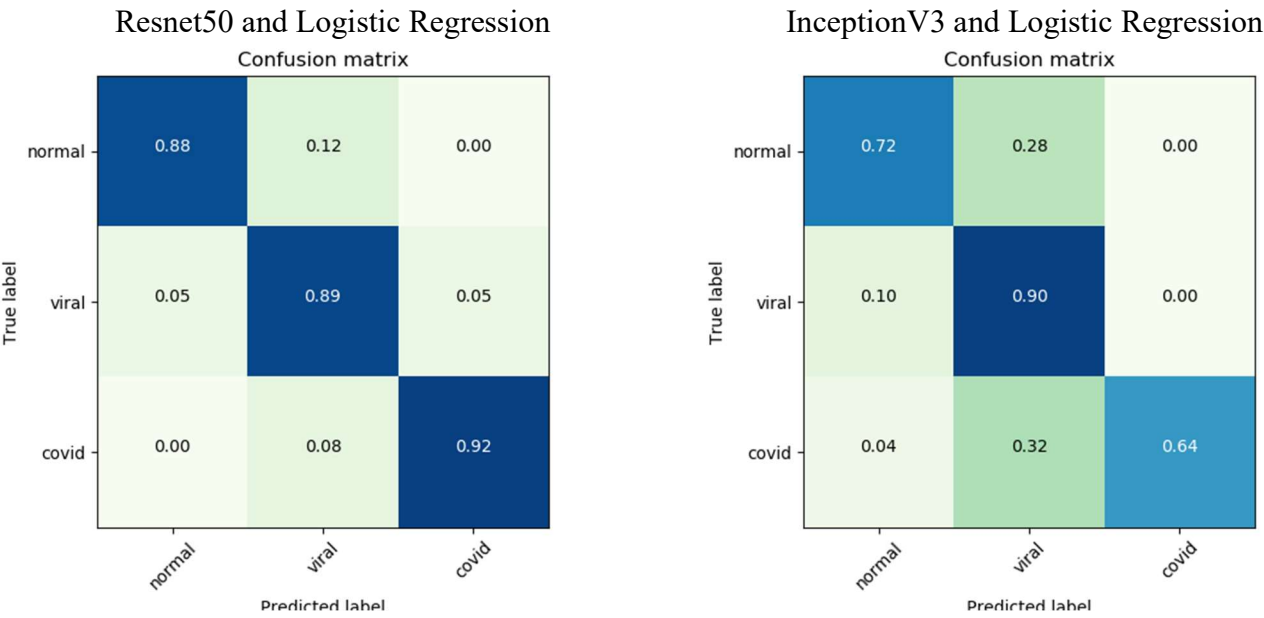 Resnet50 and Logistic Regression
Confusion matrix
normal 0.88 0.12 0.00
viral 0.05 0.89 0.05
covid 0.00 0.08 0.92
True label
normal viral covid
Predicted label
InceptionV3 and Logistic Regression
Confusion matrix
normal 0.72 0.28 0.00
viral 0.10 0.90 0.00
covid 0.04 0.32 0.64
True label
normal viral covid
Predicted label